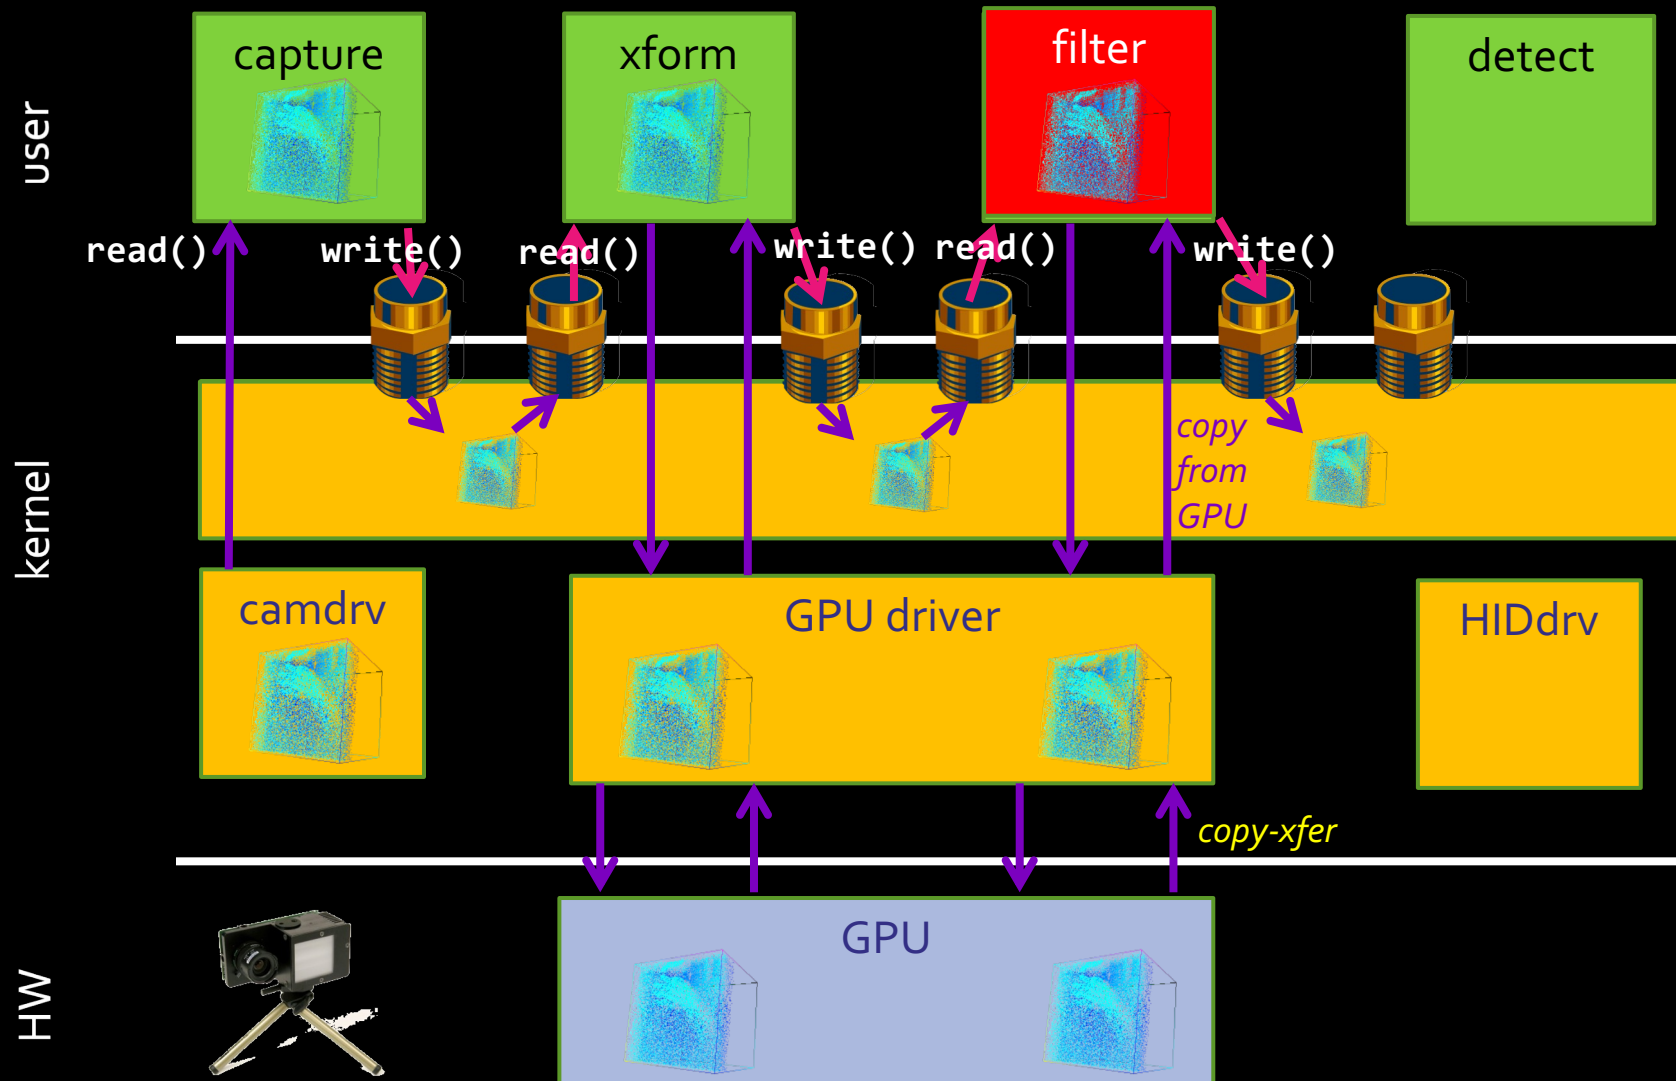 user
capture
xform
filter
detect
read()
write()
read()
write()
read()
write()
kernel
copy
from
GPU
camdrv
GPU driver
HIDdrv
copy-xfer
HW
GPU